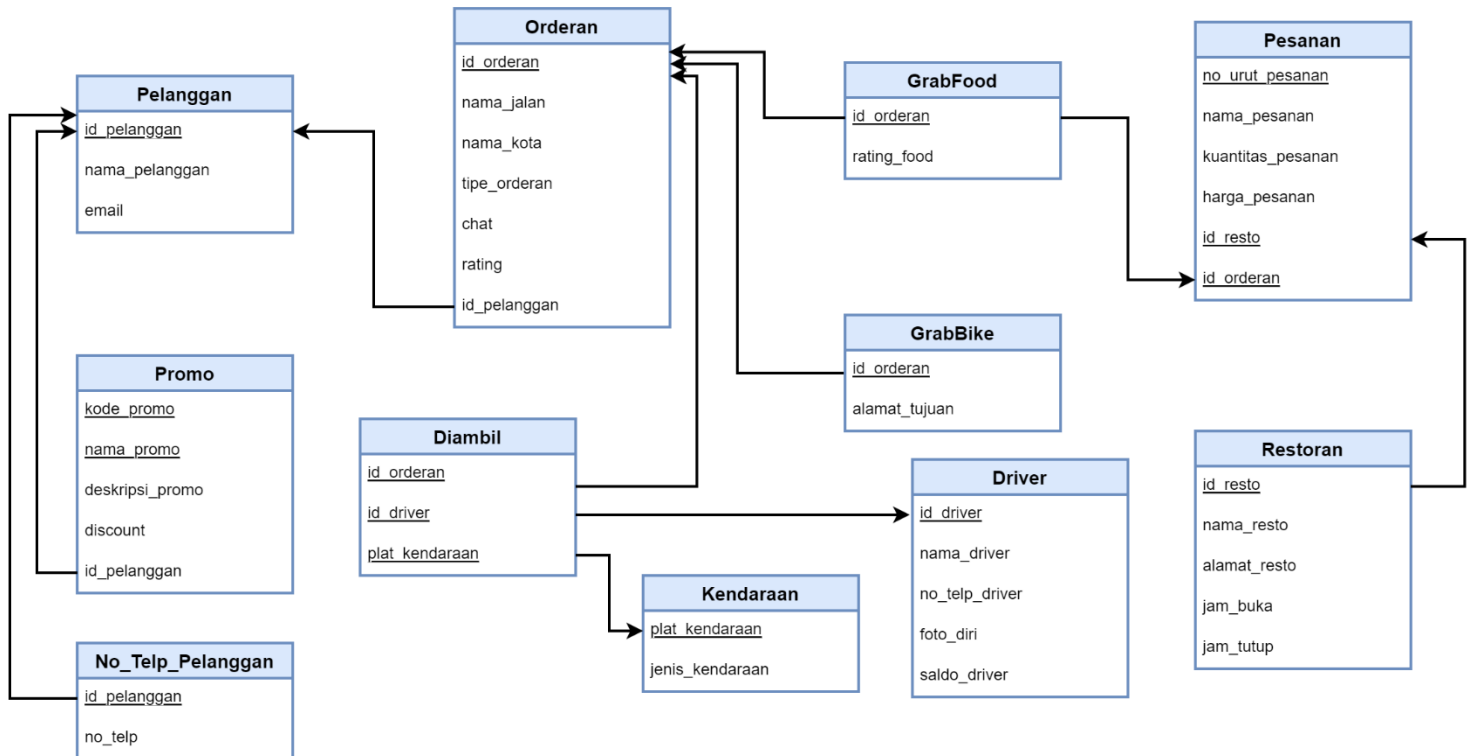 Pelanggan
id_pelanggan
nama_pelanggan
email
Promo
kode_promo
nama_promo
deskripsi_promo
discount
id_pelanggan
No_Telp_Pelanggan
id_pelanggan
no_telp
Orderan
id_orderan
nama_jalan
nama_kota
tipe_orderan
chat
rating
id_pelanggan
Diambil
id_orderan
id_driver
plat_kendaraan
Kendaraan
plat_kendaraan
jenis_kendaraan
GrabFood
id_orderan
rating_food
GrabBike
id_orderan
alamat_tujuan
Driver
id_driver
nama_driver
no_telp_driver
foto_diri
saldo_driver
Pesanan
no_urut_pesanan
nama_pesanan
kuantitas_pesanan
harga_pesanan
id_resto
id_orderan
Restoran
id_resto
nama_resto
alamat_resto
jam_buka
jam_tutup